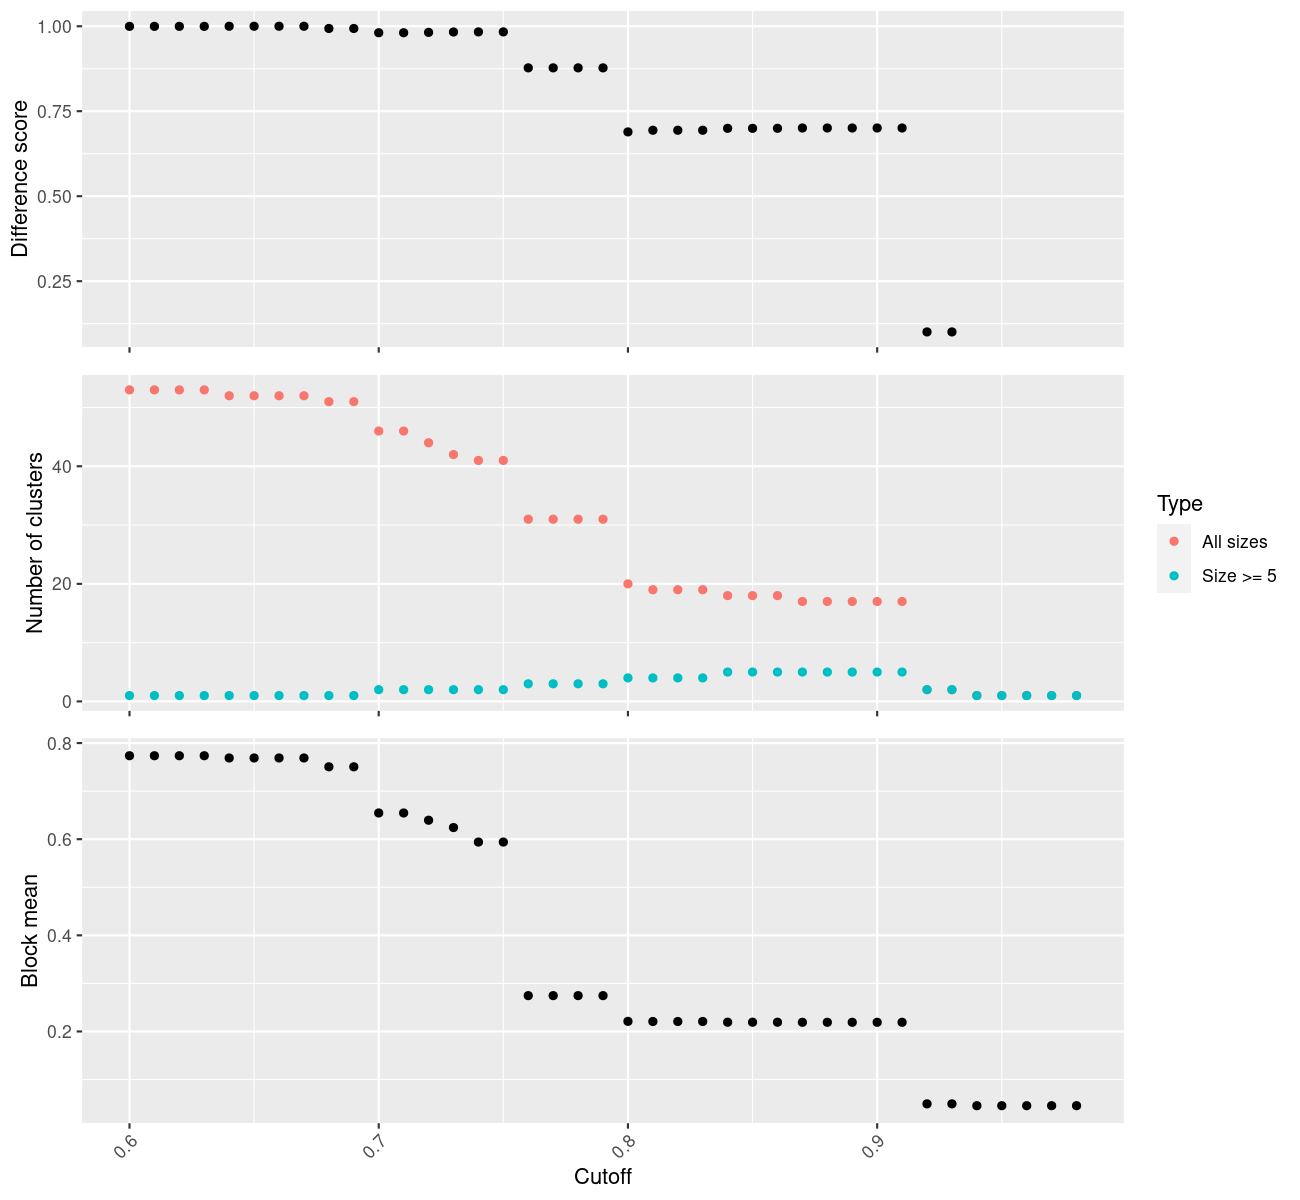 Difference score
1.00
0.75
0.50
0.25
Number of clusters
40
20
0
Type
All sizes
Size >= 5
Block mean
0.8
0.6
0.4
0.2
0.6
0.7
0.8
0.9
Cutoff